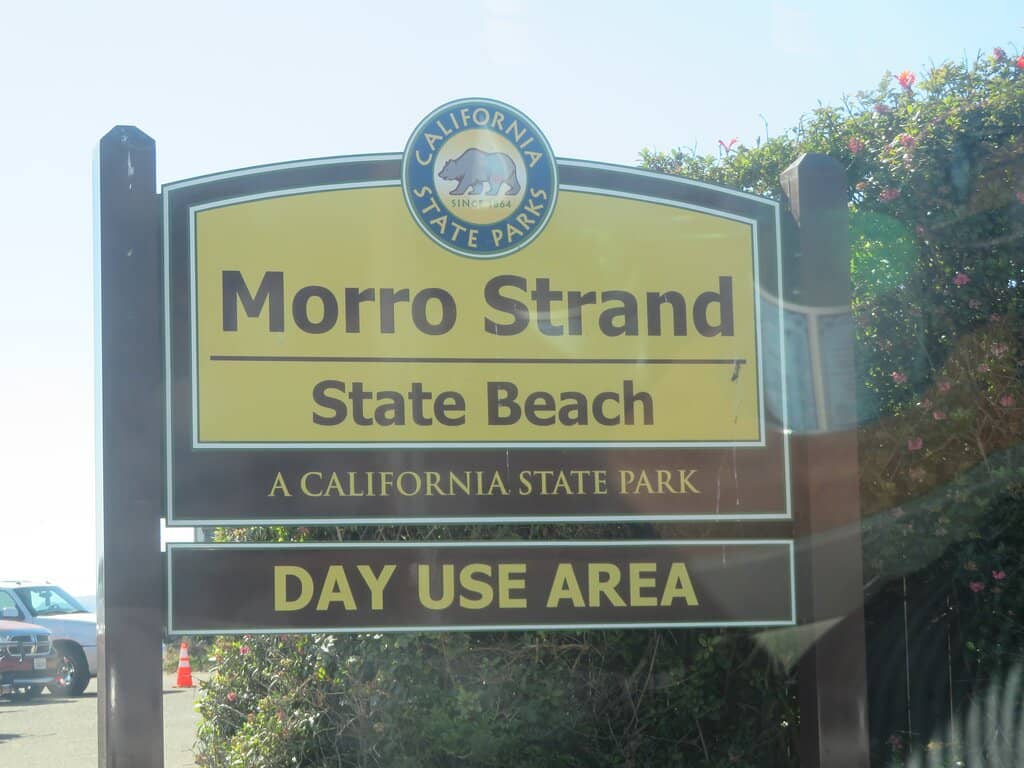 CALIFORNIA
SINCE 1864
STATE PARKS
Morro Strand
State Beach
A CALIFORNIA STATE PARK
DAY USE AREA